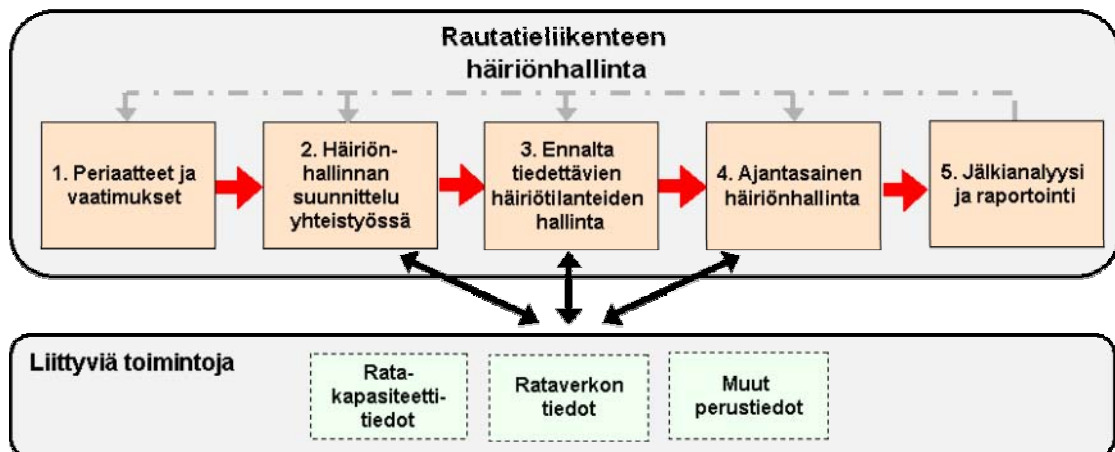 Rautatieliikenteen
häiriönhallinta
1. Periaatteet ja
vaatimukset
2. Häiriön-
hallinnan
suunnittelu
yhteistyössä
3. Ennalta
tiedettävien
häiriötilanteiden
hallinta
4. Ajantasainen
häiriönhallinta
5. Jälkianalyysi
ja raportointi
Liittyviä toimintoja
Rata-
kapasiteetti-
tiedot
Rataverkon
tiedot
Muut
perustiedot